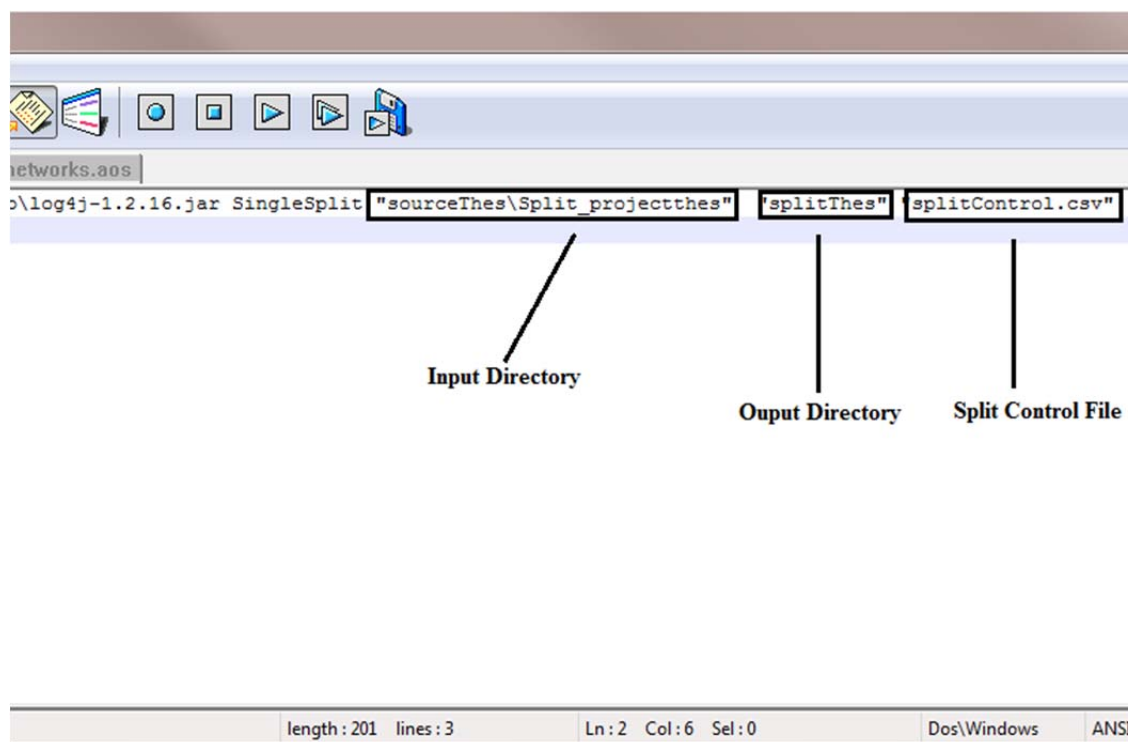 networks.aos
o\log4j-1.2.16.jar SingleSplit "sourceThes\Split_projectthes" "splitThes" "splitControl.csv"
Input Directory
Ouput Directory
Split Control File
length : 201 lines : 3
Ln : 2 Col : 6 Sel : 0
Dos\Windows
ANSI